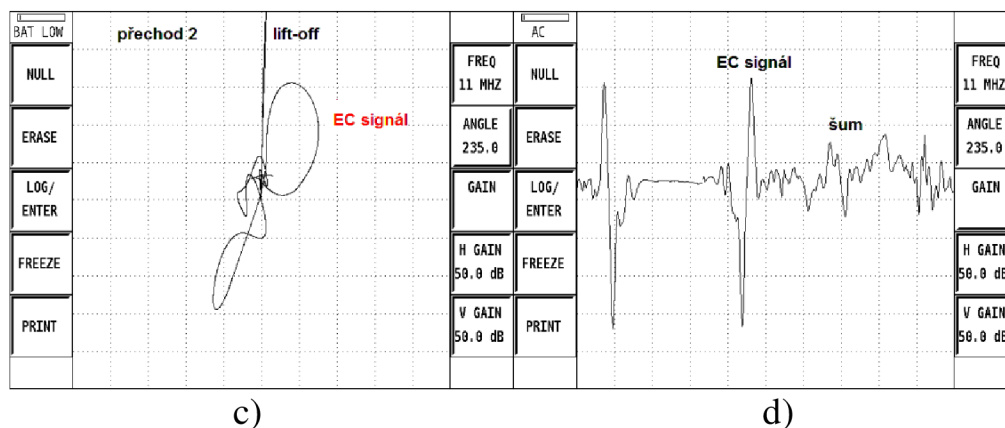 BAT LOW
NULL
ERASE
LOG/
ENTER
FREEZE
PRINT
přechod 2
lift-off
EC signál
FREQ
11 MHZ
ANGLE
235.0
GAIN
H GAIN
50.0 dB
V GAIN
50.0 dB
c)
AC
NULL
ERASE
LOG/
ENTER
FREEZE
PRINT
EC signál
šum
FREQ
11 MHZ
ANGLE
235.0
GAIN
H GAIN
50.0 dB
V GAIN
50.0 dB
d)